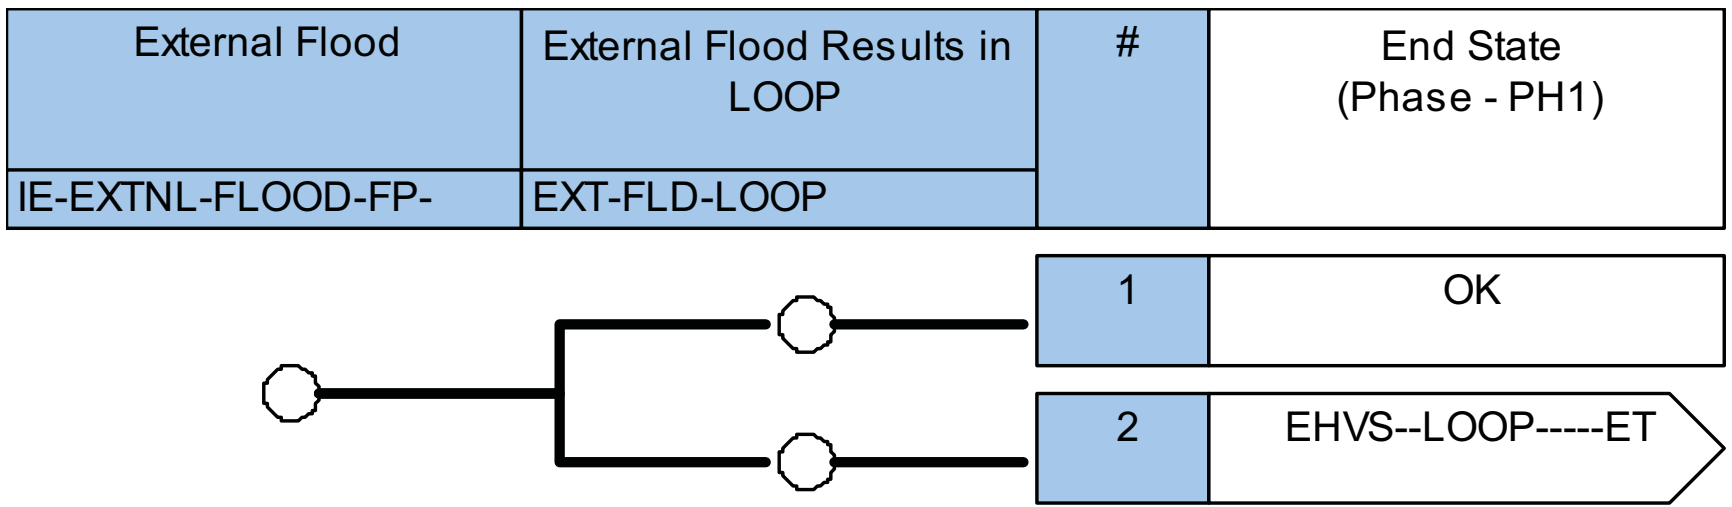 External Flood
External Flood Results in
LOOP
#
End State
(Phase - PH1)
IE-EXTNL-FLOOD-FP-
EXT-FLD-LOOP
1
OK
2
EHVS--LOOP-----ET